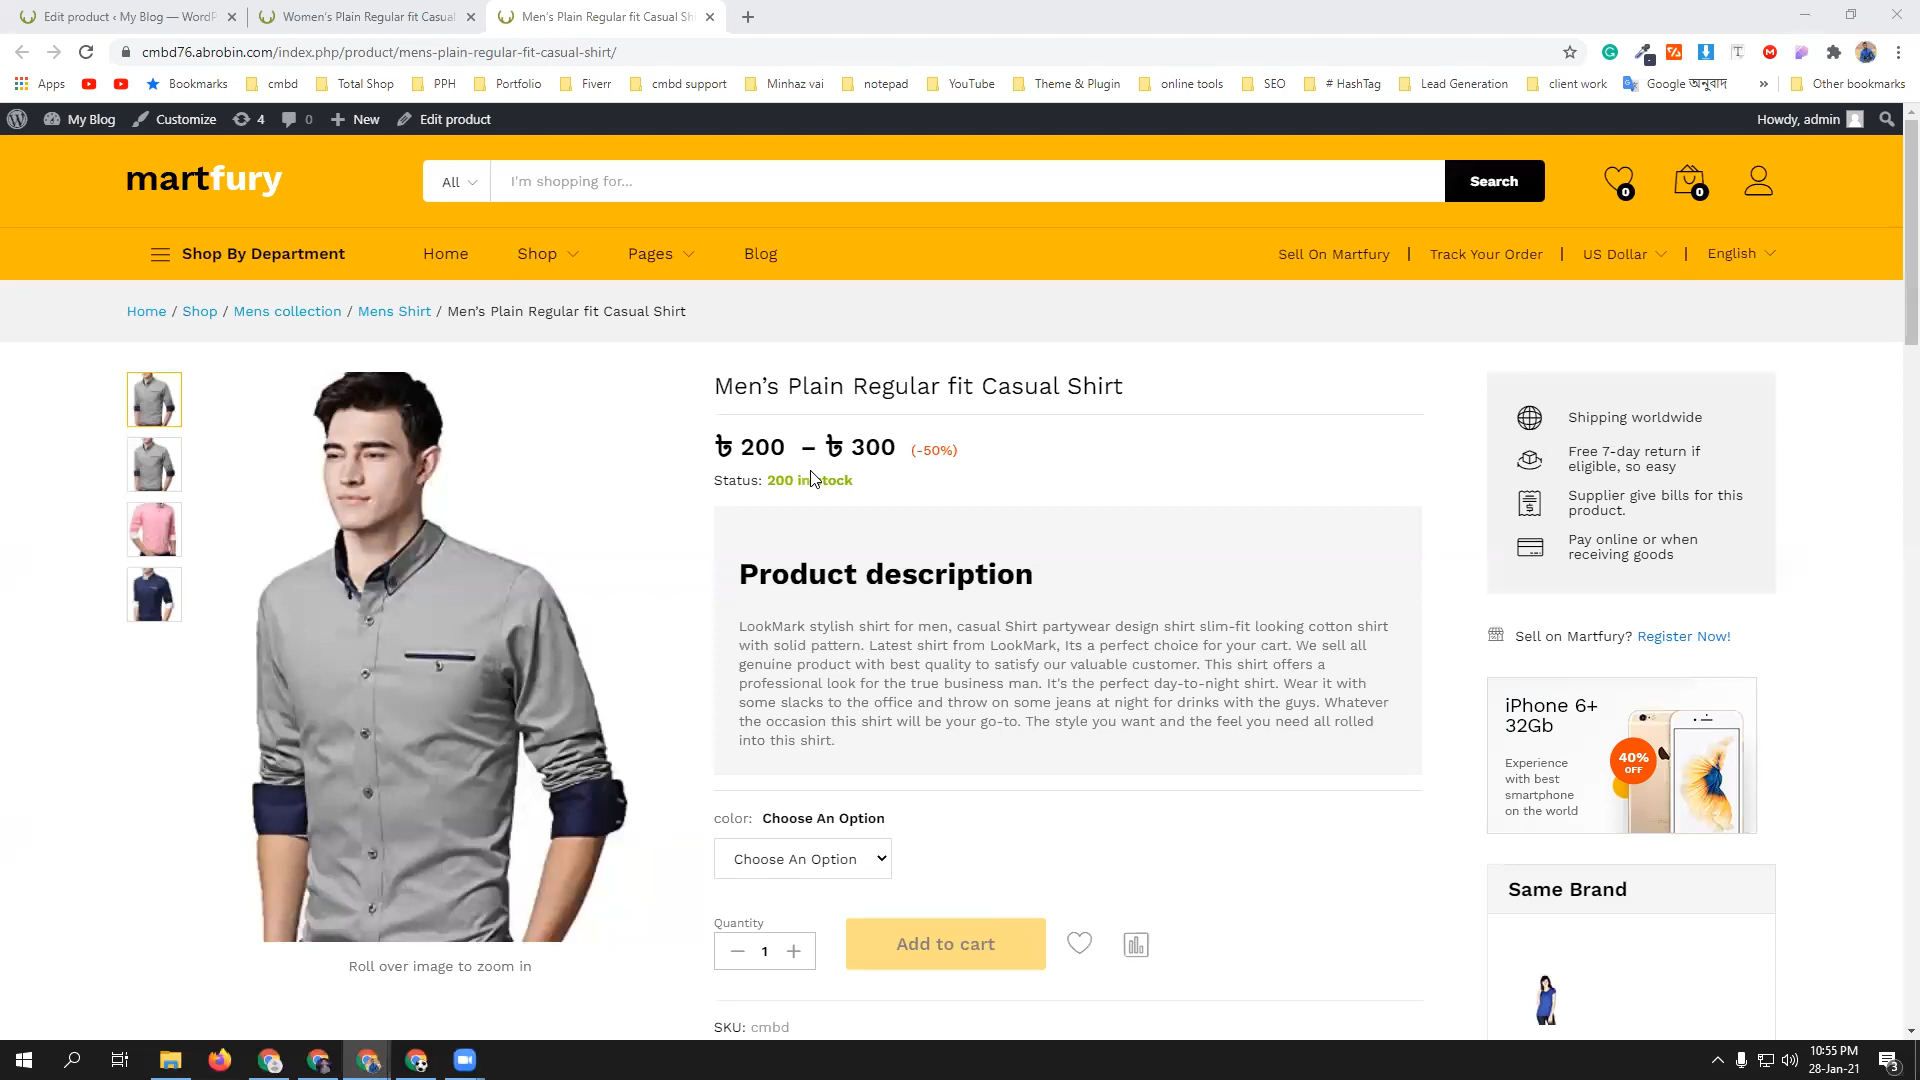 Edit product ‹ My Blog — WordP
Women's Plain Regular fit Casual
Men's Plain Regular fit Casual Shi
cmbd76.abrobin.com/index.php/product/mens-plain-regular-fit-casual-shirt/
Apps
Bookmarks
cmbd
Total Shop
PPH
Portfolio
Fiverr
cmbd support
Minhaz vai
notepad
YouTube
Theme & Plugin
online tools
SEO
# HashTag
Lead Generation
client work
Google অনুবাদ
Other bookmarks
My Blog
Customize
4
0
New
Edit product
Howdy, admin
martfury
All
I'm shopping for...
Search
0
0
Shop By Department
Home
Shop
Pages
Blog
Sell On Martfury
Track Your Order
US Dollar
English
Home / Shop / Mens collection / Mens Shirt / Men’s Plain Regular fit Casual Shirt
Men’s Plain Regular fit Casual Shirt
৳ 200 – ৳ 300 (-50%)
Status: 200 in stock
Product description
LookMark stylish shirt for men, casual Shirt partywear design shirt slim-fit looking cotton shirt
with solid pattern. Latest shirt from LookMark, Its a perfect choice for your cart. We sell all
genuine product with best quality to satisfy our valuable customer. This shirt offers a
professional look for the true business man. It's the perfect day-to-night shirt. Wear it with
some slacks to the office and throw on some jeans at night for drinks with the guys. Whatever
the occasion this shirt will be your go-to. The style you want and the feel you need all rolled
into this shirt.
color: Choose An Option
Choose An Option
Quantity
1
Add to cart
SKU: cmbd
Roll over image to zoom in
Shipping worldwide
Free 7-day return if
eligible, so easy
Supplier give bills for this
product.
Pay online or when
receiving goods
Sell on Martfury? Register Now!
iPhone 6+
32Gb
Experience
with best
smartphone
on the world
40%
OFF
Same Brand
10:55 PM
28-Jan-21
3